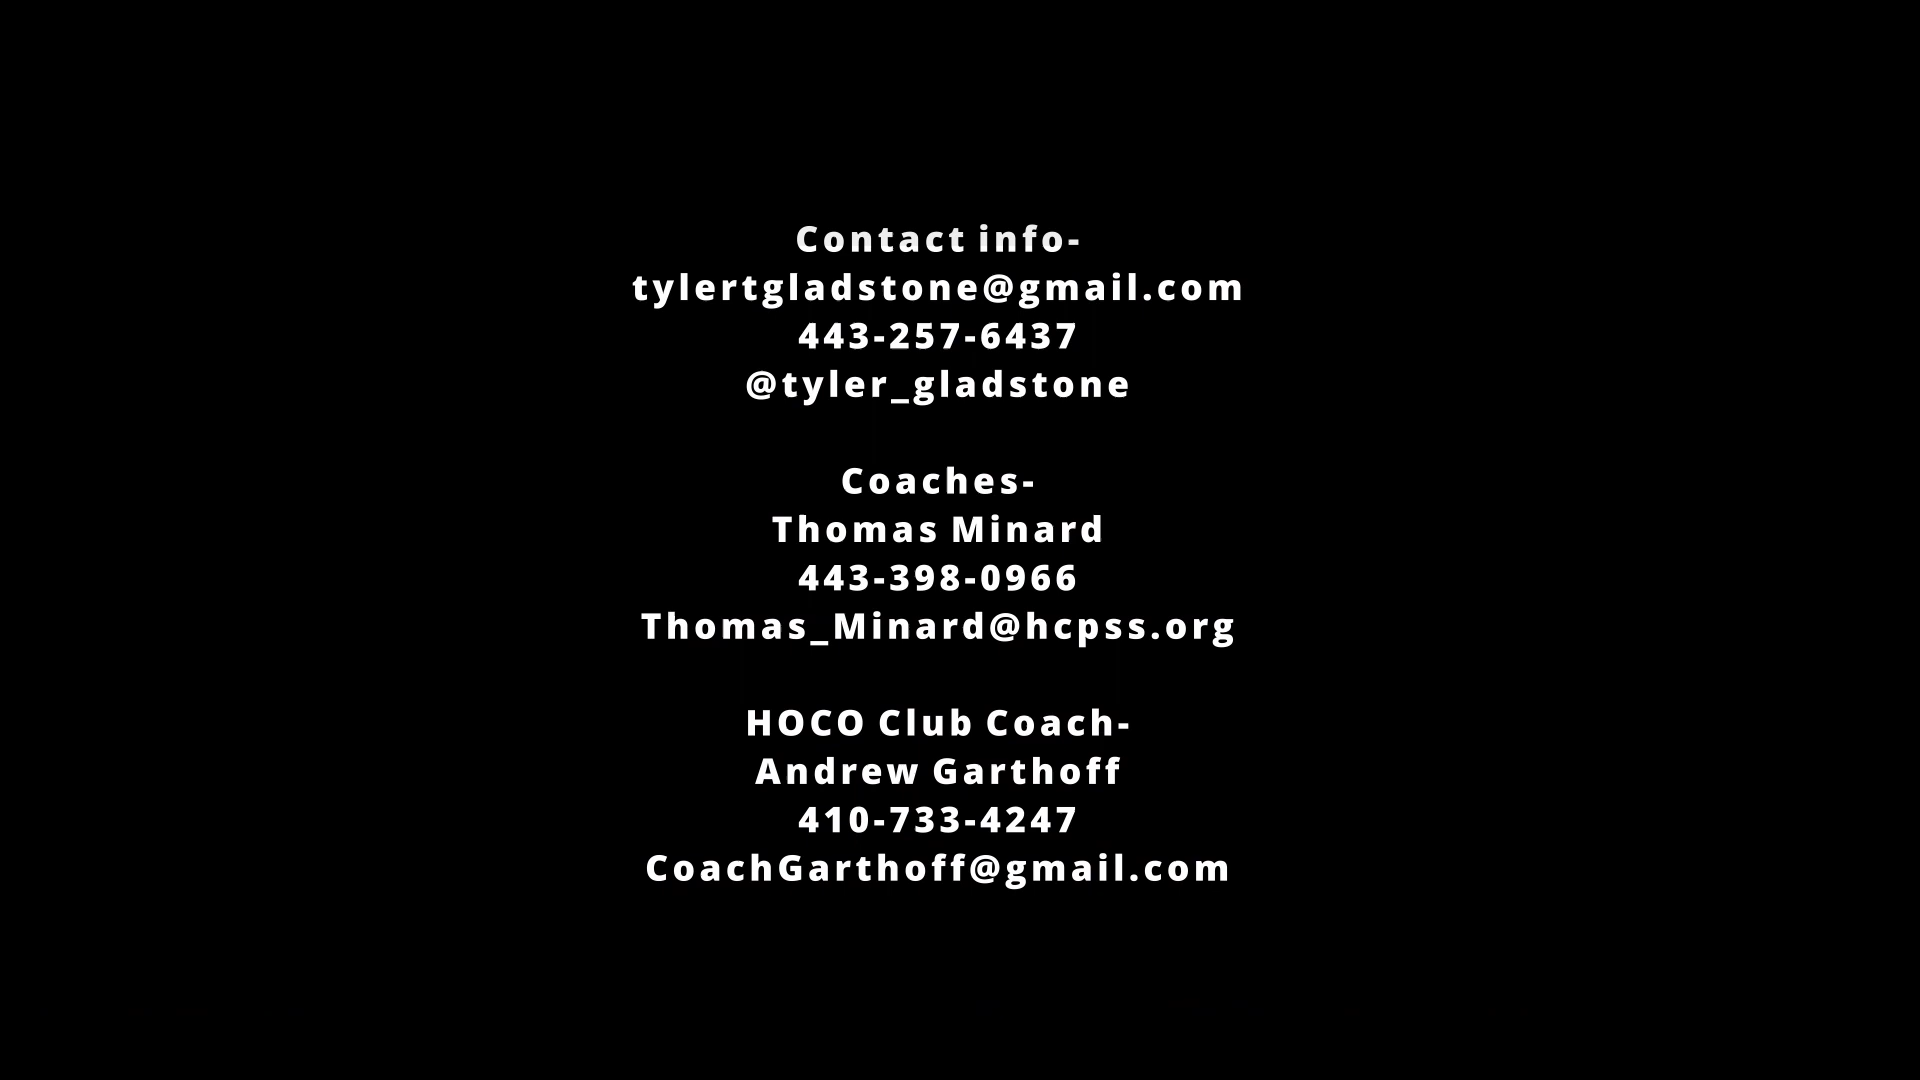 Contact info-
tylertgladstone@gmail.com
443-257-6437
@tyler_gladstone
Coaches-
Thomas Minard
443-398-0966
Thomas_Minard@hcpss.org
HOCO Club Coach-
Andrew Garthoff
410-733-4247
CoachGarthoff@gmail.com